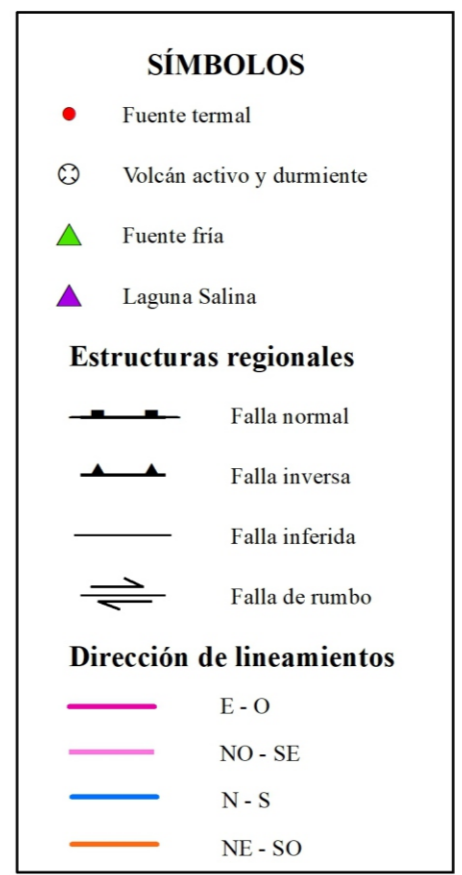 SÍMBOLOS
Fuente termal
Volcán activo y durmiente
Fuente fría
Laguna Salina
Estructuras regionales
Falla normal
Falla inversa
Falla inferida
Falla de rumbo
Dirección de lineamientos
E - O
NO - SE
N - S
NE - SO